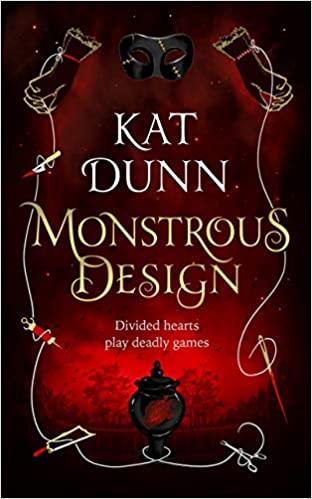 KAT
DUNN
MONSTROUS
DESIGN
Divided hearts
play deadly games